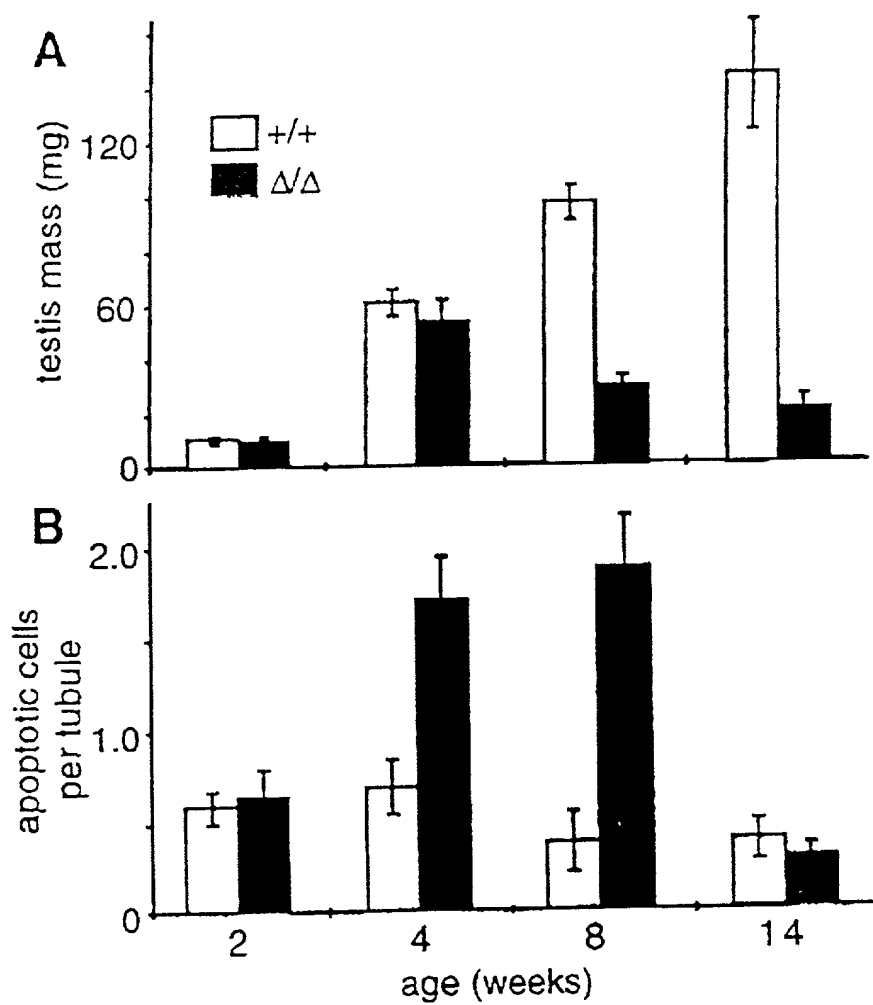 A
testis mass (mg)
120
60
0
+/+
Δ/Δ
B
apoptotic cells
per tubule
2.0
1.0
0
2 4 8 14
age (weeks)